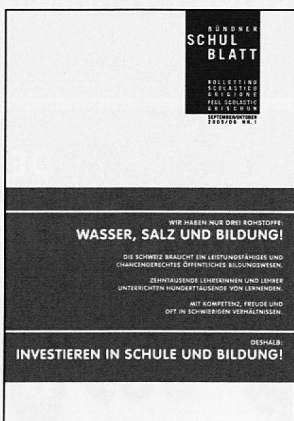 BÜNDNER
SCHUL
BLATT
BOLLETTINO
SCOLASTICO
GRIGIONE
FEGL SCOLASTIC
GRISCHUN
SEPTEMBER/OKTOBER
2005/06 NR. 1
WIR HABEN NUR DREI ROHSTOFFE:
WASSER, SALZ UND BILDUNG!
DIE SCHWEIZ BRAUCHT EIN LEISTUNGSFÄHIGES UND
CHANCENGERECHTES ÖFFENTLICHES BILDUNGSWESEN.
ZEHNTAUSENDE LEHRERINNEN UND LEHRER
UNTERRICHTEN HUNDERTTAUSENDE VON LERNENDEN.
MIT KOMPETENZ, FREUDE UND
OFT IN SCHWIERIGEN VERHÄLTNISSEN.
DESHALB:
INVESTIEREN IN SCHULE UND BILDUNG!